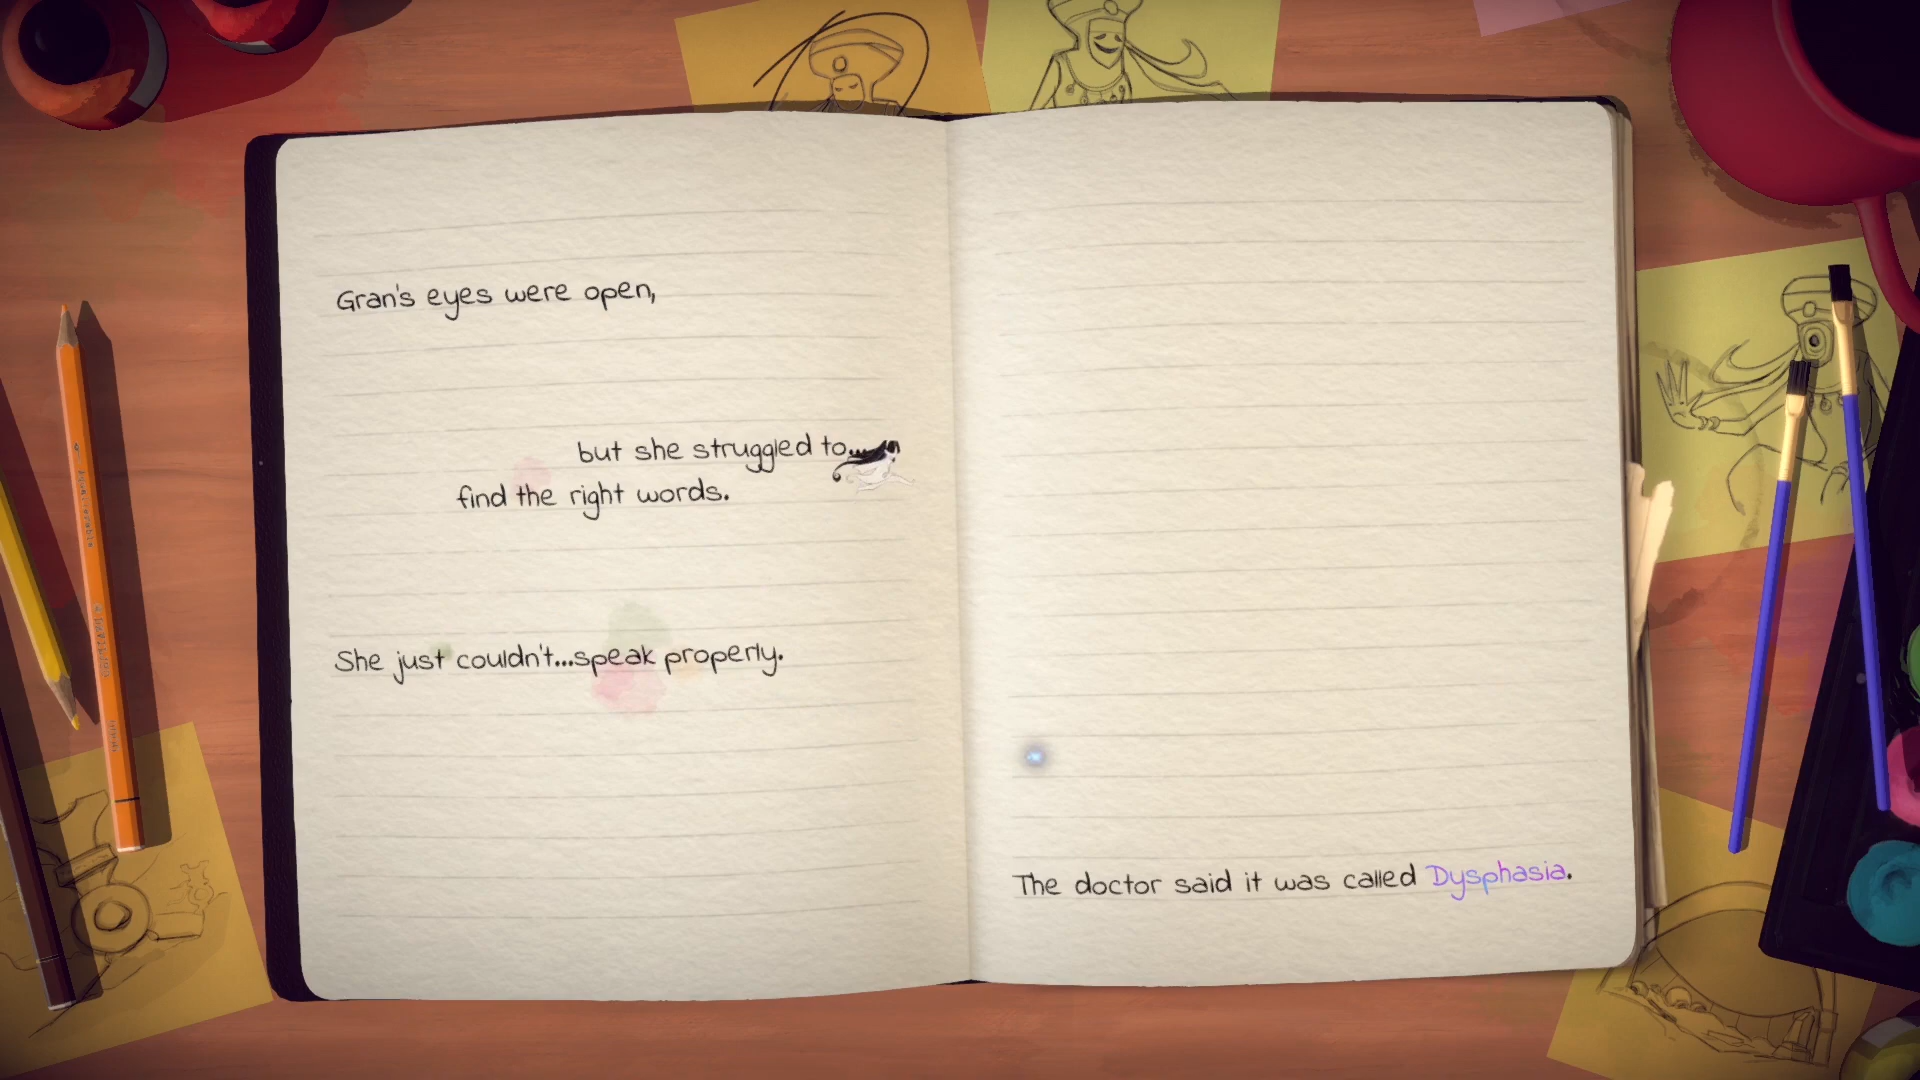 Gran's eyes were open,
but she struggled to...
find the right words.
She just couldn't...speak properly.
The doctor said it was called Dysphasia.